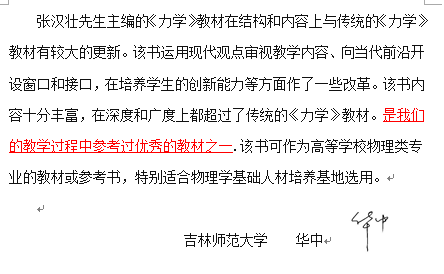 张汉壮先生主编的《力学》教材在结构和内容上与传统的《力学》
教材有较大的更新。该书运用现代观点审视教学内容、向当代前沿开
设窗口和接口，在培养学生的创新能力等方面作了一些改革。该书内
容十分丰富，在深度和广度上都超过了传统的《力学》教材。是我们
的教学过程中参考过优秀的教材之一.该书可作为高等学校物理类专
业的教材或参考书，特别适合物理学基础人材培养基地选用。
吉林师范大学 华中 华中